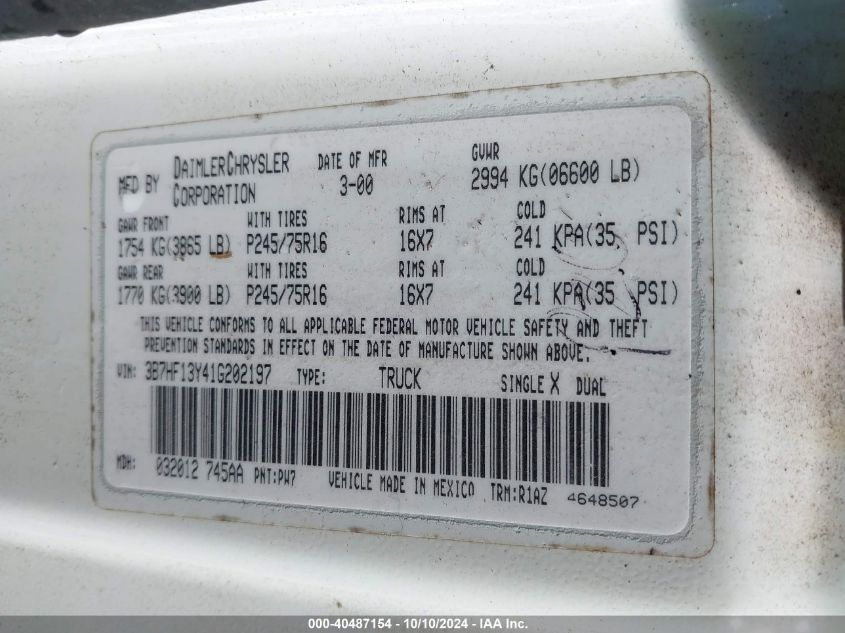 MFD BY DAIMLERCHRYSLER CORPORATION DATE OF MFR 3-00 GVWR 2994 KG(06600 LB)
GAWR FRONT WITH TIRES RIMS AT COLD
1754 KG(3865 LB) P245/75R16 16X7 241 KPA(35 PSI)
GAWR REAR WITH TIRES RIMS AT COLD
1770 KG(3900 LB) P245/75R16 16X7 241 KPA(35 PSI)
THIS VEHICLE CONFORMS TO ALL APPLICABLE FEDERAL MOTOR VEHICLE SAFETY AND THEFT
PREVENTION STANDARDS IN EFFECT ON THE DATE OF MANUFACTURE SHOWN ABOVE.
VIN: 3B7HF13Y41G202197 TYPE: TRUCK SINGLE X DUAL
MDH: 032012 745AA PNT:PW7 VEHICLE MADE IN MEXICO TRM:R1AZ 4648507
000-40487154 - 10/10/2024 - IAA Inc.